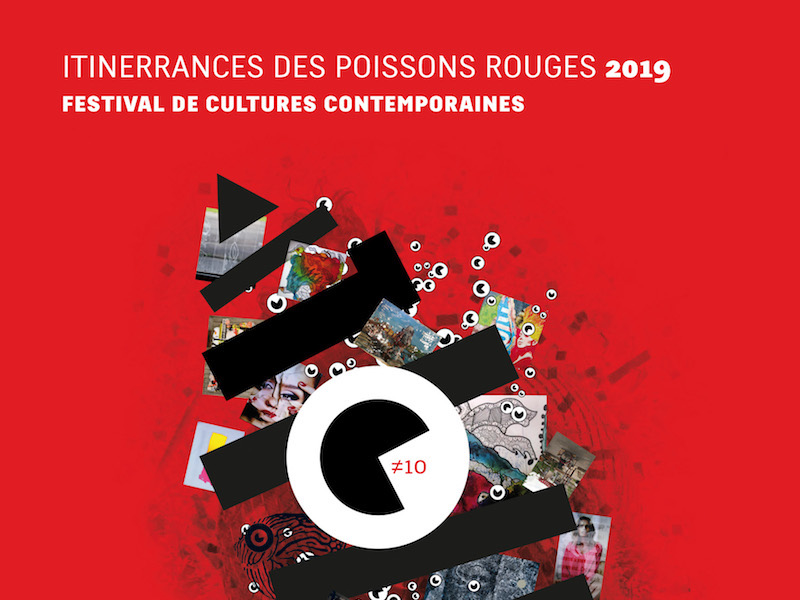 ITINERRANCES DES POISSONS ROUGES 2019
FESTIVAL DE CULTURES CONTEMPORAINES
≠10